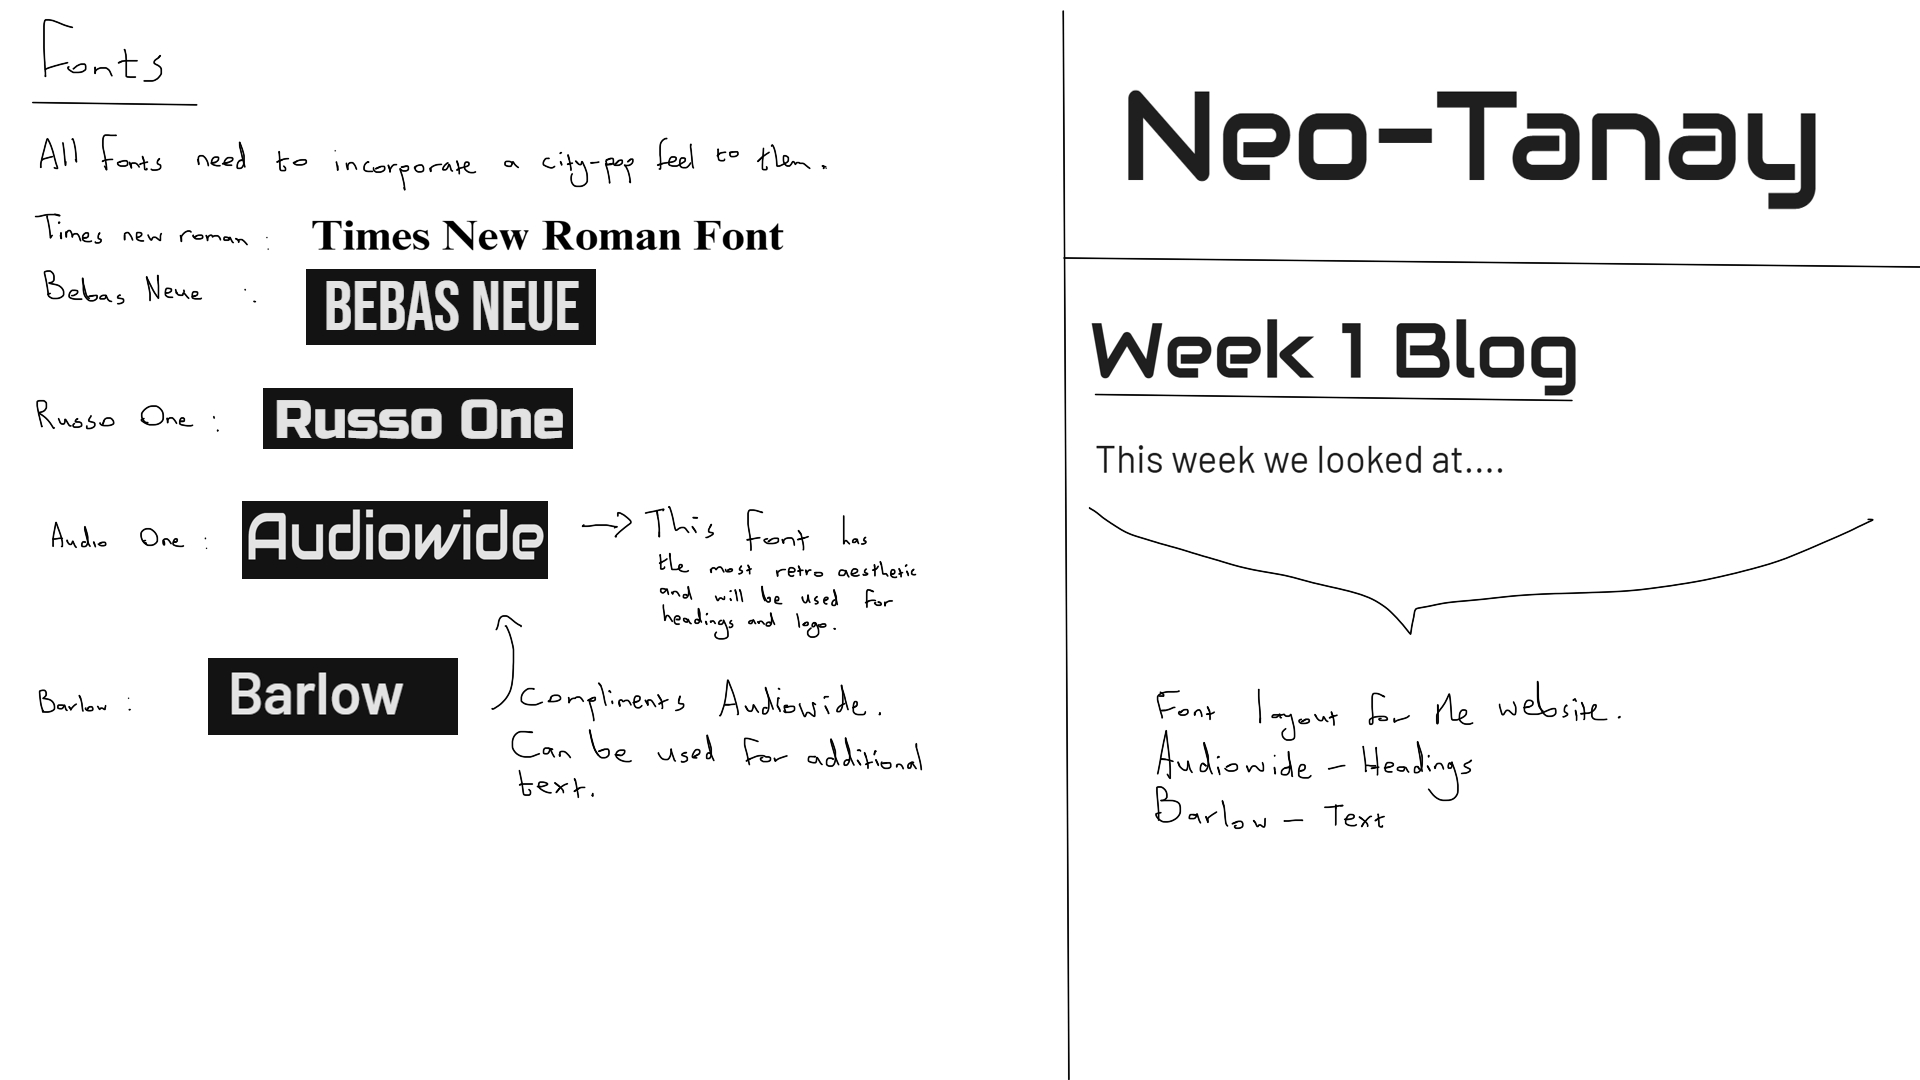 Fonts
All fonts need to incorporate a city-pop feel to them.
Times new roman : Times New Roman Font
Bebas Neue : BEBAS NEUE
Russo One : Russo One
Audio One : Audiowide → This font has
the most retro aesthetic
and will be used for
headings and logo.
Barlow : Barlow
Compliments Audiowide.
Can be used for additional
text.
Neo-Tanay
Week 1 Blog
This week we looked at....
Font layout for the website.
Audiowide – Headings
Barlow – Text